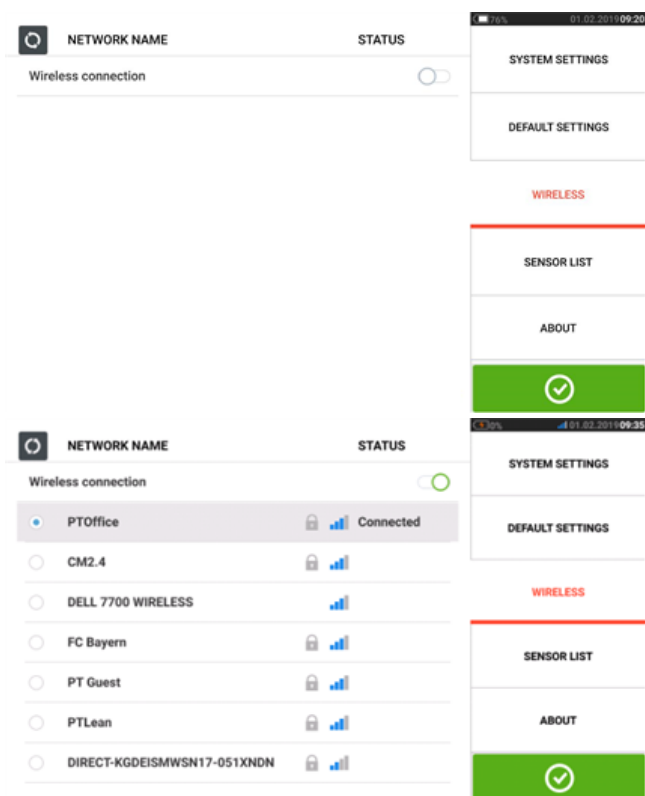 76% 01.02.2019 09:20
NETWORK NAME STATUS
Wireless connection
SYSTEM SETTINGS
DEFAULT SETTINGS
WIRELESS
SENSOR LIST
ABOUT
0% 01.02.2019 09:35
NETWORK NAME STATUS
Wireless connection
PTOffice Connected
CM2.4
DELL 7700 WIRELESS
FC Bayern
PT Guest
PTLean
DIRECT-KGDEISMWSN17-051XNDN
SYSTEM SETTINGS
DEFAULT SETTINGS
WIRELESS
SENSOR LIST
ABOUT